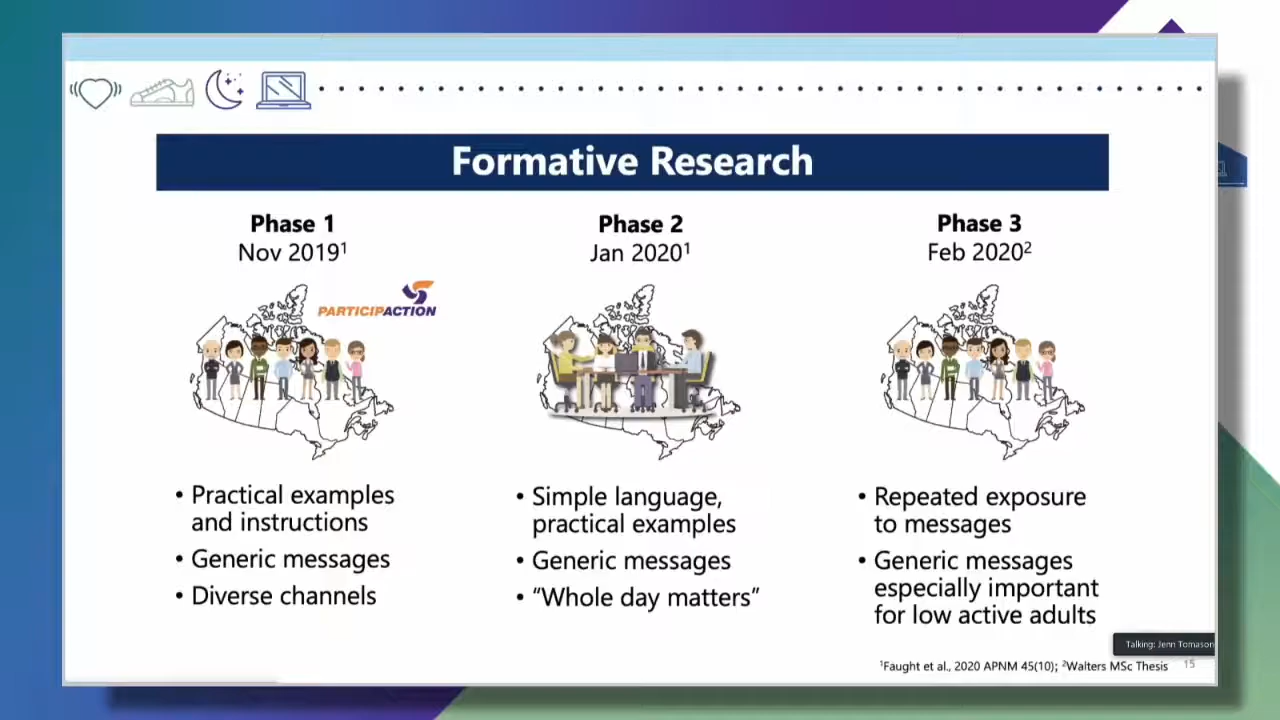 Formative Research
Phase 1
Nov 2019¹
PARTICIPACTION
• Practical examples
and instructions
• Generic messages
• Diverse channels
Phase 2
Jan 2020¹
• Simple language,
practical examples
• Generic messages
• “Whole day matters”
Phase 3
Feb 2020²
• Repeated exposure
to messages
• Generic messages
especially important
for low active adults
Talking: Jenn Tomason
¹Faught et al., 2020 APNM 45(10); ²Walters MSc Thesis
15